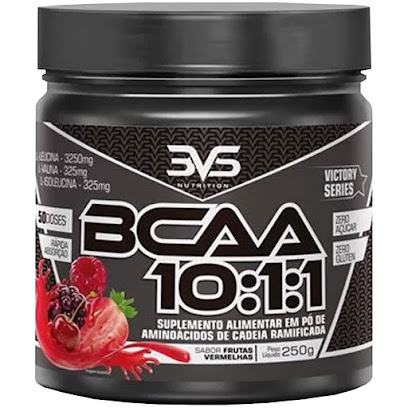 3VS
NUTRITION
L-LEUCINA - 3250mg
L-VALINA - 325mg
L-ISOLEUCINA - 325mg
VICTORY
SERIES
50 DOSES
RÁPIDA
ABSORÇÃO
BCAA
10:1:1
ZERO
AÇÚCAR
ZERO
GLÚTEN
SUPLEMENTO ALIMENTAR EM PÓ DE
AMINOÁCIDOS DE CADEIA RAMIFICADA
SABOR FRUTAS
VERMELHAS
Peso
Líquido 250g